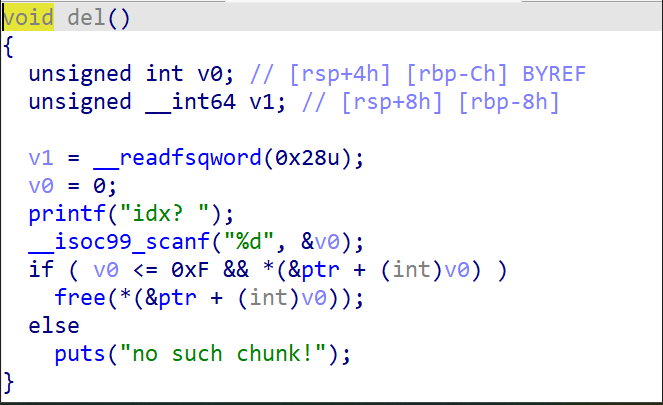 void del()
{
  unsigned int v0; // [rsp+4h] [rbp-Ch] BYREF
  unsigned __int64 v1; // [rsp+8h] [rbp-8h]

  v1 = __readfsqword(0x28u);
  v0 = 0;
  printf("idx? ");
  __isoc99_scanf("%d", &v0);
  if ( v0 <= 0xF && *(&ptr + (int)v0) )
    free(*(&ptr + (int)v0));
  else
    puts("no such chunk!");
}